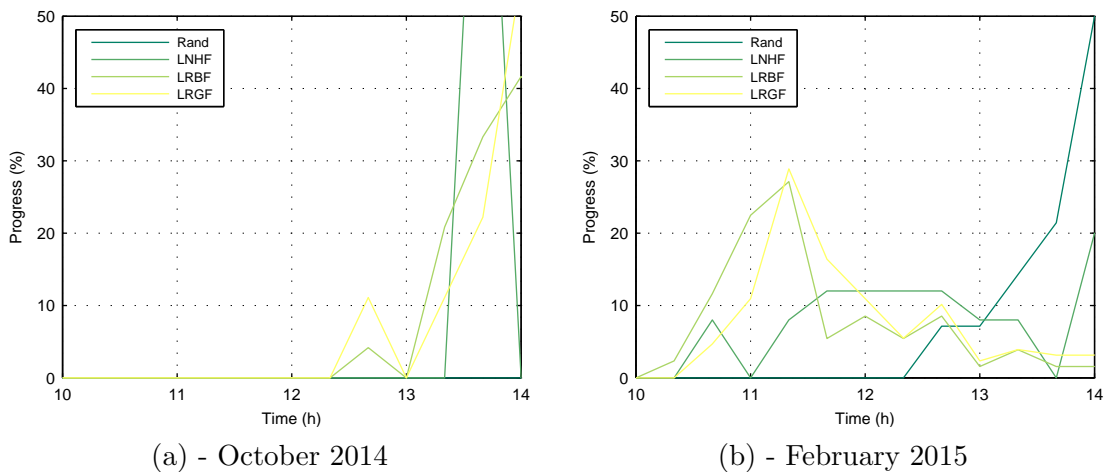 50
40
30
20
10
0
Progress (%)
Rand
LNHF
LRBF
LRGF
10 11 12 13 14
Time (h)
(a) - October 2014
50
40
30
20
10
0
Progress (%)
Rand
LNHF
LRBF
LRGF
10 11 12 13 14
Time (h)
(b) - February 2015